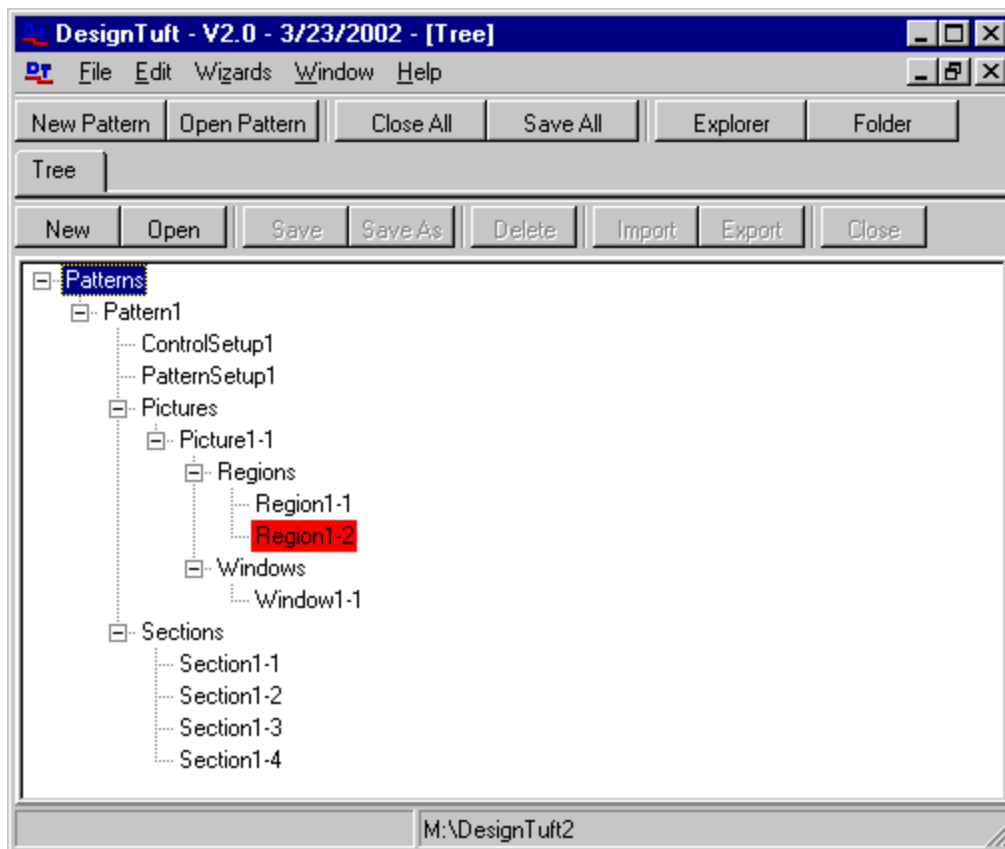 DesignTuft - V2.0 - 3/23/2002 - [Tree]
DT File Edit Wizards Window Help
New Pattern Open Pattern Close All Save All Explorer Folder
Tree
New Open Save Save As Delete Import Export Close
Patterns
Pattern1
ControlSetup1
PatternSetup1
Pictures
Picture1-1
Regions
Region1-1
Region1-2
Windows
Window1-1
Sections
Section1-1
Section1-2
Section1-3
Section1-4
M:\DesignTuft2